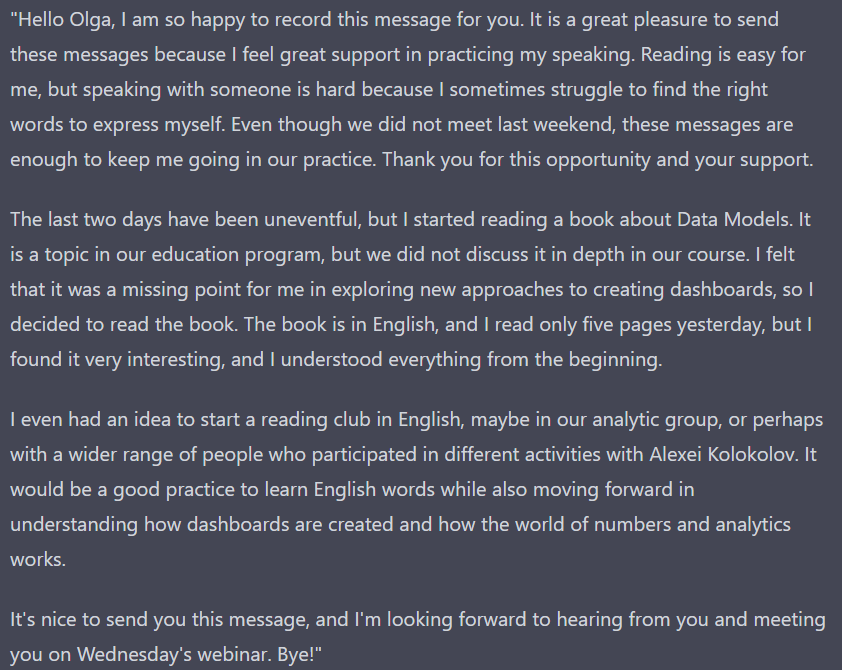 "Hello Olga, I am so happy to record this message for you. It is a great pleasure to send
these messages because I feel great support in practicing my speaking. Reading is easy for
me, but speaking with someone is hard because I sometimes struggle to find the right
words to express myself. Even though we did not meet last weekend, these messages are
enough to keep me going in our practice. Thank you for this opportunity and your support.
The last two days have been uneventful, but I started reading a book about Data Models. It
is a topic in our education program, but we did not discuss it in depth in our course. I felt
that it was a missing point for me in exploring new approaches to creating dashboards, so I
decided to read the book. The book is in English, and I read only five pages yesterday, but I
found it very interesting, and I understood everything from the beginning.
I even had an idea to start a reading club in English, maybe in our analytic group, or perhaps
with a wider range of people who participated in different activities with Alexei Kolokolov. It
would be a good practice to learn English words while also moving forward in
understanding how dashboards are created and how the world of numbers and analytics
works.
It's nice to send you this message, and I'm looking forward to hearing from you and meeting
you on Wednesday's webinar. Bye!"